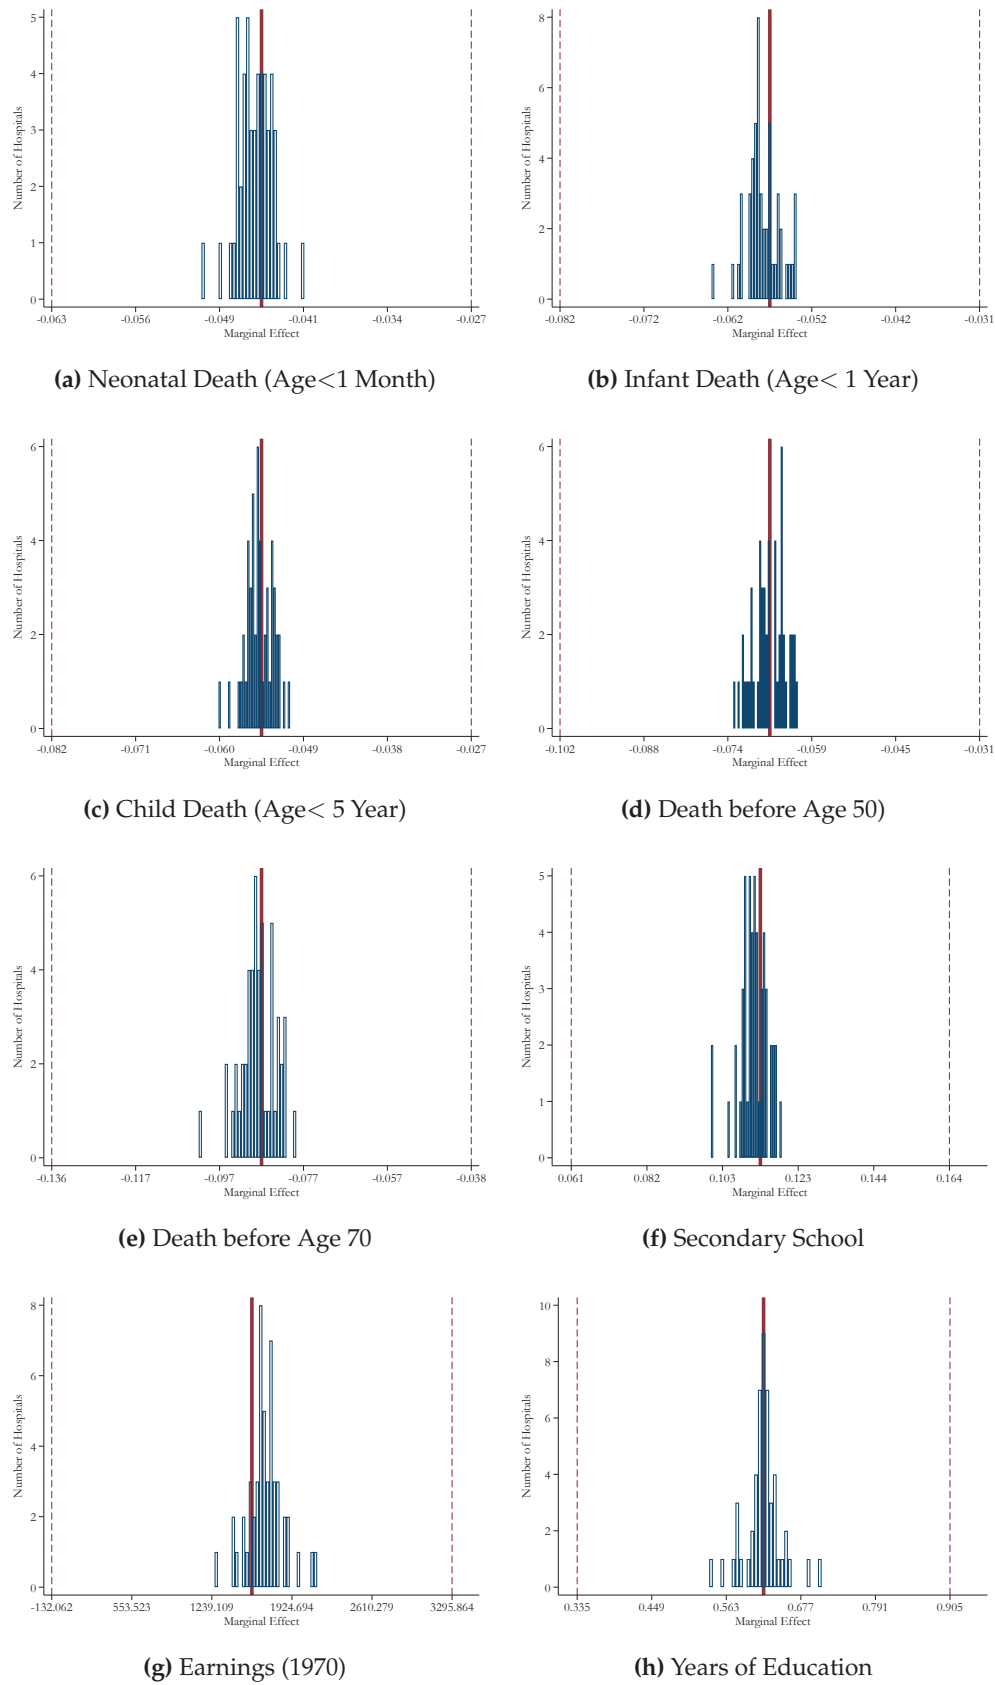 Number of Hospitals
5
4
3
2
1
0
-0.063 -0.056 -0.049 -0.041 -0.034 -0.027
Marginal Effect
(a) Neonatal Death (Age<1 Month)
Number of Hospitals
8
6
4
2
0
-0.082 -0.072 -0.062 -0.052 -0.042 -0.031
Marginal Effect
(b) Infant Death (Age< 1 Year)
Number of Hospitals
6
4
2
0
-0.082 -0.071 -0.060 -0.049 -0.038 -0.027
Marginal Effect
(c) Child Death (Age< 5 Year)
Number of Hospitals
6
4
2
0
-0.102 -0.088 -0.074 -0.059 -0.045 -0.031
Marginal Effect
(d) Death before Age 50)
Number of Hospitals
6
4
2
0
-0.136 -0.117 -0.097 -0.077 -0.057 -0.038
Marginal Effect
(e) Death before Age 70
Number of Hospitals
5
4
3
2
1
0
0.061 0.082 0.103 0.123 0.144 0.164
Marginal Effect
(f) Secondary School
Number of Hospitals
8
6
4
2
0
-132.062 553.523 1239.109 1924.694 2610.279 3295.864
Marginal Effect
(g) Earnings (1970)
Number of Hospitals
10
8
6
4
2
0
0.335 0.449 0.563 0.677 0.791 0.905
Marginal Effect
(h) Years of Education